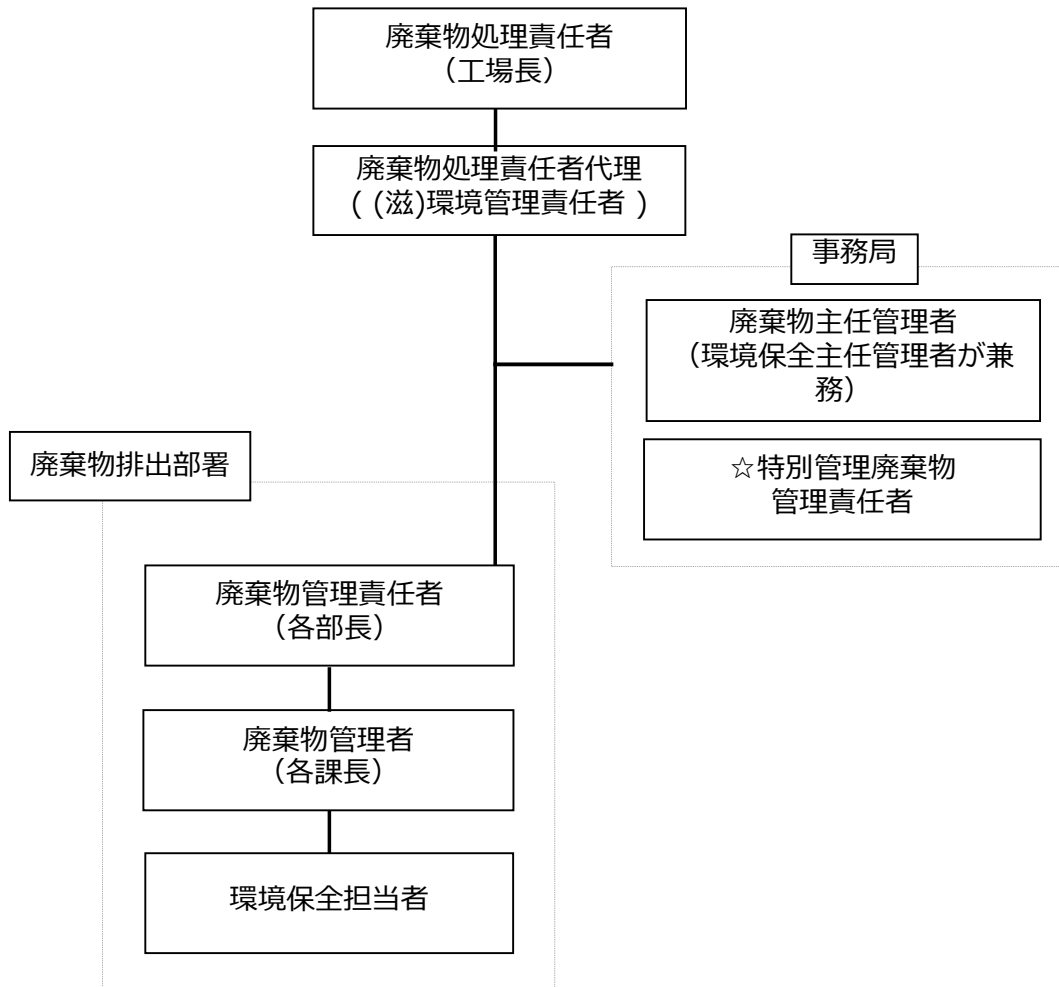 廃棄物処理責任者
（工場長）
廃棄物処理責任者代理
( (滋)環境管理責任者 )
事務局
廃棄物主任管理者
（環境保全主任管理者が兼
務）
☆特別管理廃棄物
管理責任者
廃棄物排出部署
廃棄物管理責任者
（各部長）
廃棄物管理者
（各課長）
環境保全担当者